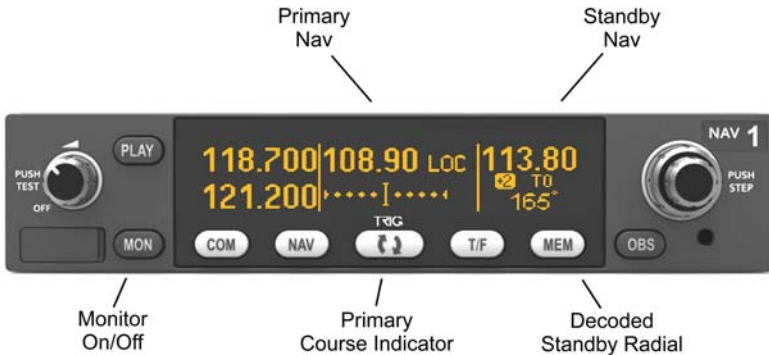 Primary
Nav
Standby
Nav
NAV 1
PLAY
PUSH
TEST
OFF
118.700 108.90 LOC 113.80
121.200 +2 TO
165°
PUSH
STEP
TRIG
MON
COM
NAV
T/F
MEM
OBS
Monitor
On/Off
Primary
Course Indicator
Decoded
Standby Radial